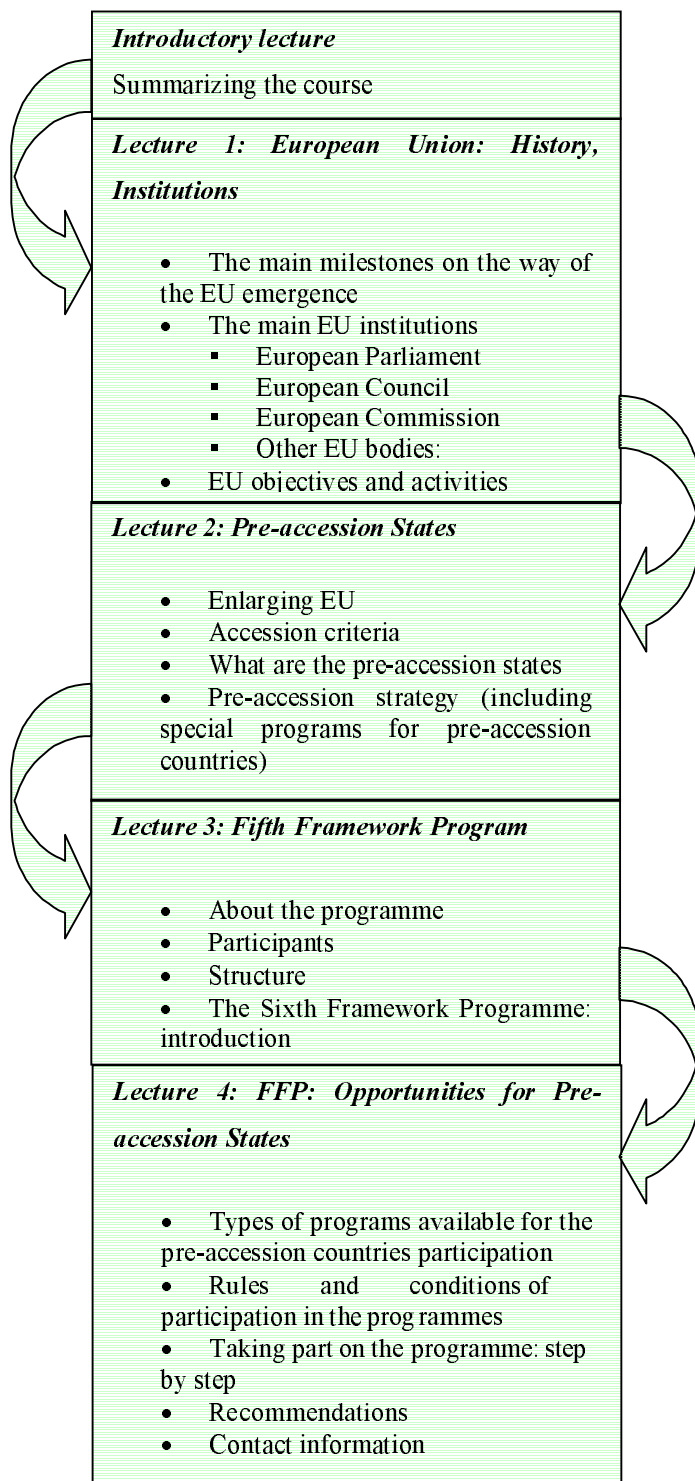 Introductory lecture
Summarizing the course
Lecture 1: European Union: History,
Institutions
• The main milestones on the way of
the EU emergence
• The main EU institutions
▪ European Parliament
▪ European Council
▪ European Commission
▪ Other EU bodies:
• EU objectives and activities
Lecture 2: Pre-accession States
• Enlarging EU
• Accession criteria
• What are the pre-accession states
• Pre-accession strategy (including
special programs for pre-accession
countries)
Lecture 3: Fifth Framework Program
• About the programme
• Participants
• Structure
• The Sixth Framework Programme:
introduction
Lecture 4: FFP: Opportunities for Pre-
accession States
• Types of programs available for the
pre-accession countries participation
• Rules and conditions of
participation in the programmes
• Taking part on the programme: step
by step
• Recommendations
• Contact information